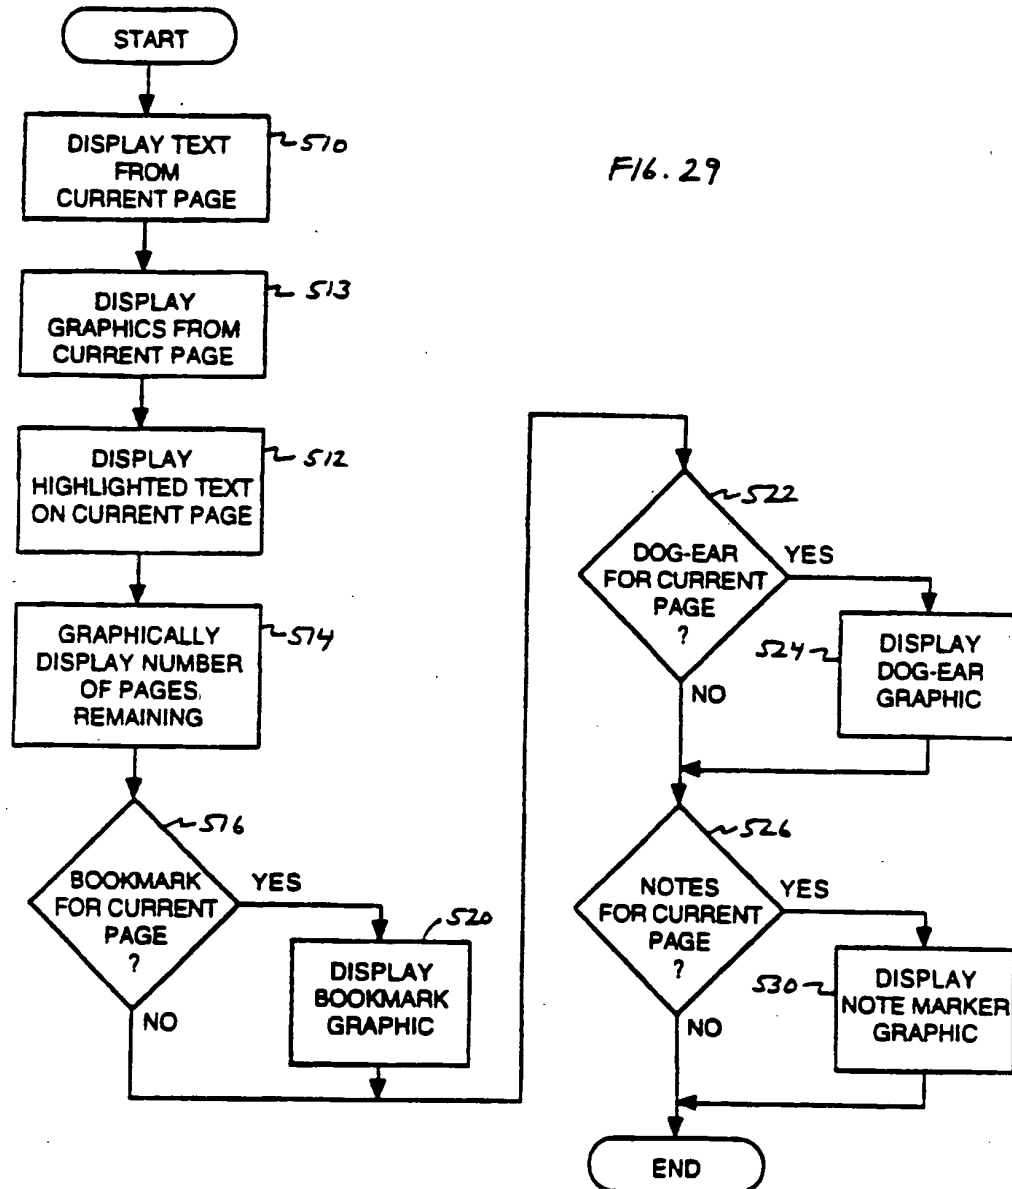 START
DISPLAY TEXT
FROM
CURRENT PAGE
510
FIG. 29
DISPLAY
GRAPHICS FROM
CURRENT PAGE
513
DISPLAY
HIGHLIGHTED TEXT
ON CURRENT PAGE
512
GRAPHICALLY
DISPLAY NUMBER
OF PAGES
REMAINING
514
BOOKMARK
FOR CURRENT
PAGE
?
516
YES
NO
520
DISPLAY
BOOKMARK
GRAPHIC
522
DOG-EAR
FOR CURRENT
PAGE
?
YES
NO
524
DISPLAY
DOG-EAR
GRAPHIC
526
NOTES
FOR CURRENT
PAGE
?
YES
NO
530
DISPLAY
NOTE MARKER
GRAPHIC
END